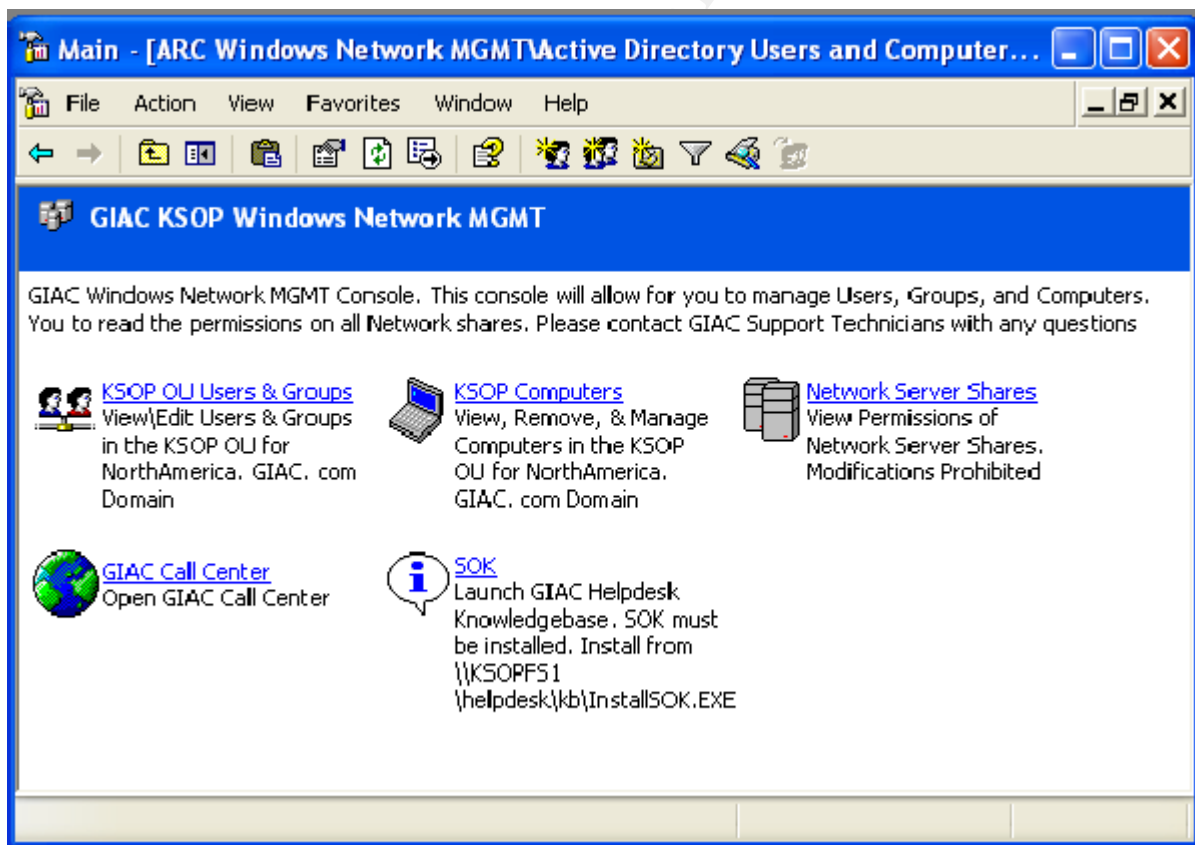 Main - [ARC Windows Network MGMT\Active Directory Users and Computer...
File Action View Favorites Window Help
GIAC KSOP Windows Network MGMT
GIAC Windows Network MGMT Console. This console will allow for you to manage Users, Groups, and Computers.
You to read the permissions on all Network shares. Please contact GIAC Support Technicians with any questions
KSOP OU Users & Groups
View\Edit Users & Groups
in the KSOP OU for
NorthAmerica. GIAC. com
Domain
KSOP Computers
View, Remove, & Manage
Computers in the KSOP
OU for NorthAmerica.
GIAC. com Domain
Network Server Shares
View Permissions of
Network Server Shares.
Modifications Prohibited
GIAC Call Center
Open GIAC Call Center
SOK
Launch GIAC Helpdesk
Knowledgebase. SOK must
be installed. Install from
\\KSOPFS1
\helpdesk\kb\InstallSOK.EXE